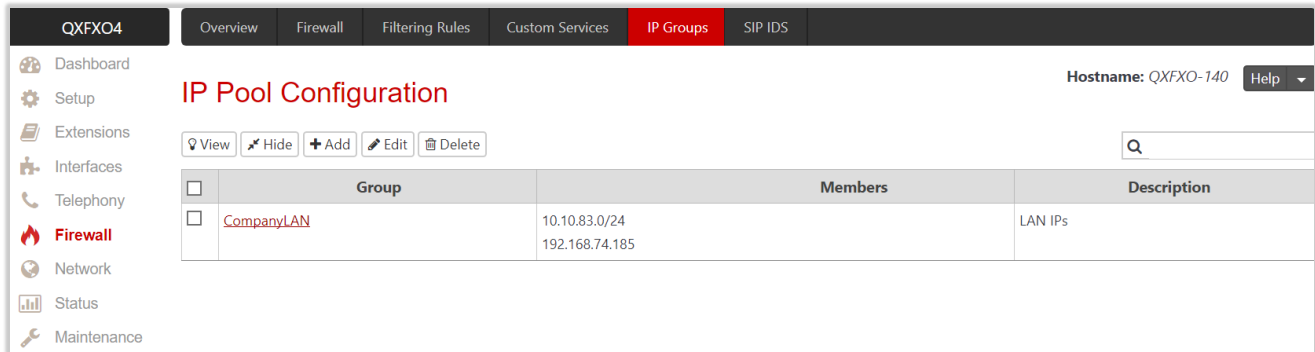 QXFXO4
Overview Firewall Filtering Rules Custom Services IP Groups SIP IDS
Dashboard
Setup
Extensions
Interfaces
Telephony
Firewall
Network
Status
Maintenance
Hostname: QXFXO-140 Help
IP Pool Configuration
View Hide Add Edit Delete
Group Members Description
CompanyLAN 10.10.83.0/24 LAN IPs
192.168.74.185